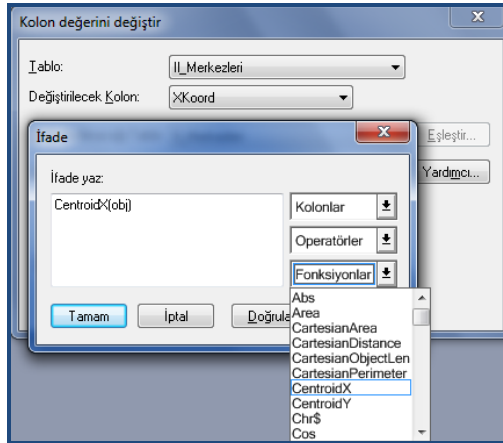 Kolon değerini değiştir
Tablo: II_Merkezleri
Değiştirilecek Kolon: XKoord
Eşleştir...
İfade
Yardımcı...
İfade yaz:
CentroidX(obj)
Kolonlar
Operatörler
Fonksiyonlar
Tamam İptal Doğrula
Abs
Area
CartesianArea
CartesianDistance
CartesianObjectLen
CartesianPerimeter
CentroidX
CentroidY
Chr$
Cos